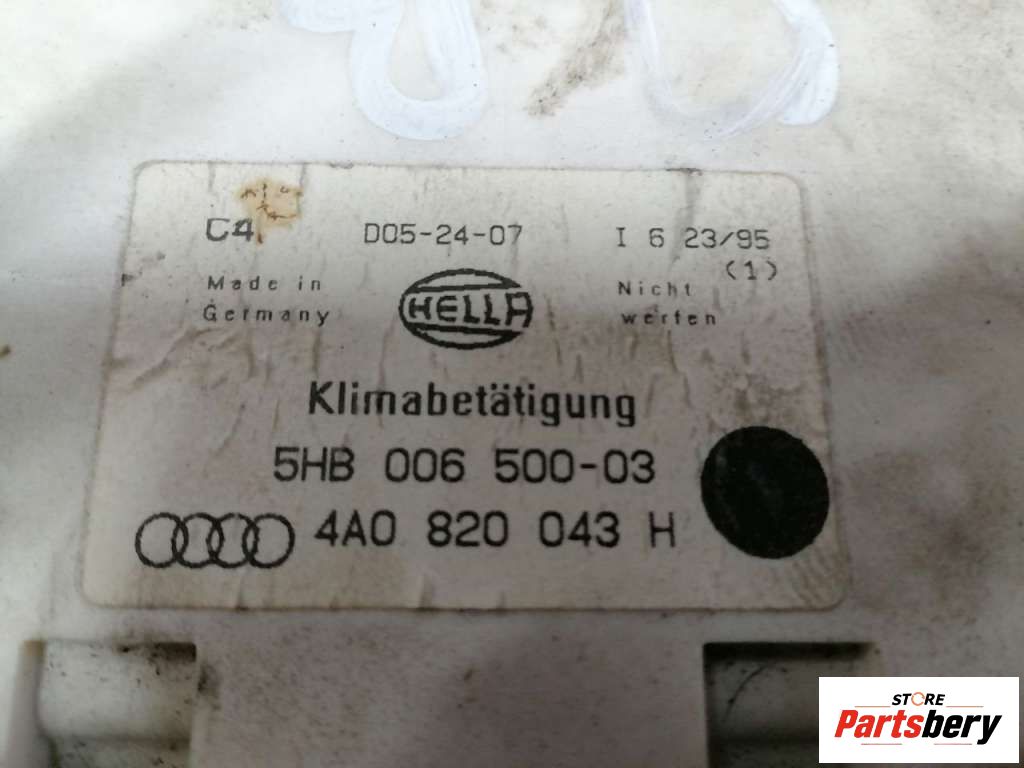 C4 D05-24-07 I 6 23/95
(1)
Made in
Germany
HELLA
Nicht
werfen
Klimabetätigung
5HB 006 500-03
4A0 820 043 H
STORE
Partsbery